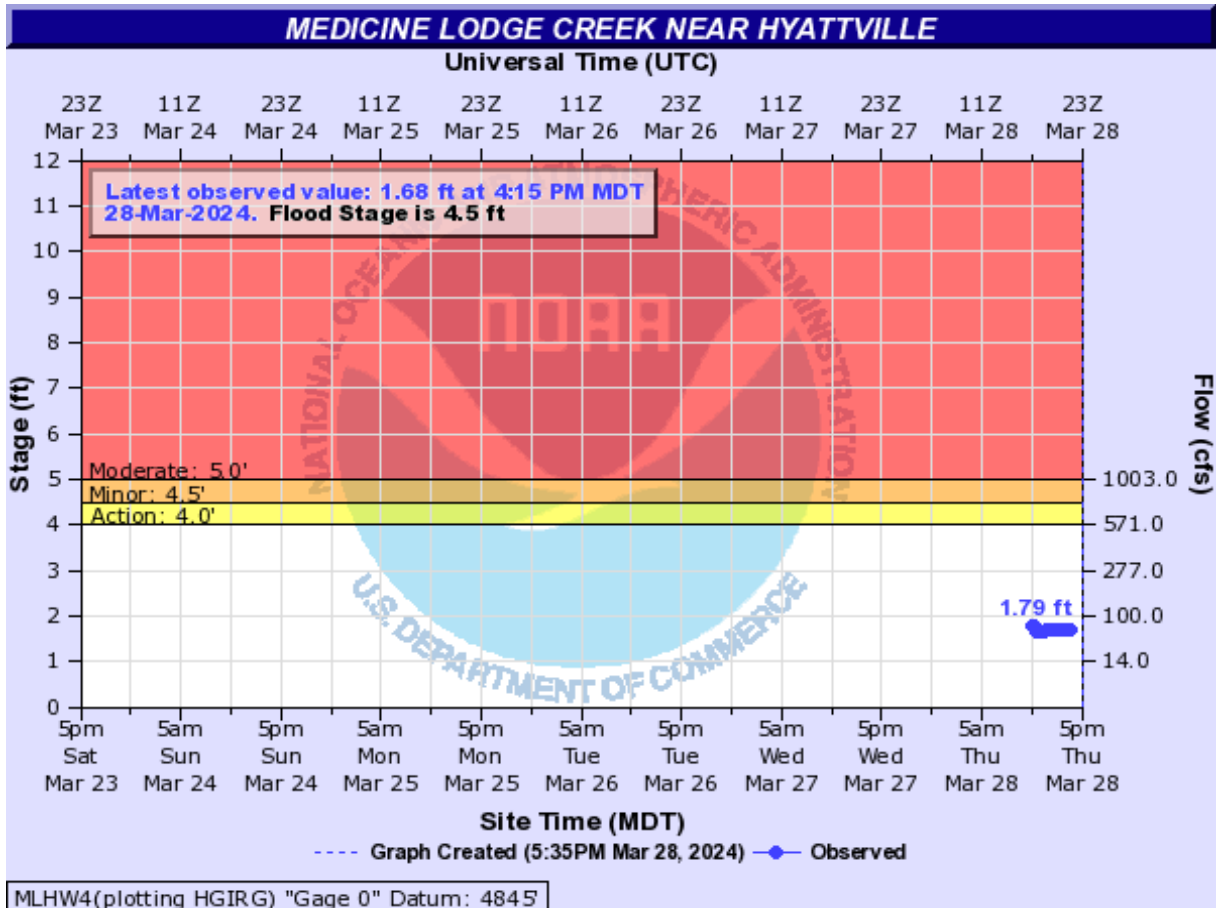 MEDICINE LODGE CREEK NEAR HYATTVILLE
Universal Time (UTC)
23Z 11Z 23Z 11Z 23Z 11Z 23Z 11Z 23Z 11Z 23Z
Mar 23 Mar 24 Mar 24 Mar 25 Mar 25 Mar 26 Mar 26 Mar 27 Mar 27 Mar 28 Mar 28
Latest observed value: 1.68 ft at 4:15 PM MDT
28-Mar-2024. Flood Stage is 4.5 ft
NATIONAL OCEANIC AND ATMOSPHERIC ADMINISTRATION
NOAA
U.S. DEPARTMENT OF COMMERCE
Stage (ft)
12
11
10
9
8
7
6
5
4
3
2
1
0
Moderate: 5.0'
Minor: 4.5'
Action: 4.0'
1.79 ft
Flow (cfs)
1003.0
571.0
277.0
100.0
14.0
5pm 5am 5pm 5am 5pm 5am 5pm 5am 5pm 5am 5pm
Sat Sun Sun Mon Mon Tue Tue Wed Wed Thu Thu
Mar 23 Mar 24 Mar 24 Mar 25 Mar 25 Mar 26 Mar 26 Mar 27 Mar 27 Mar 28 Mar 28
Site Time (MDT)
Graph Created (5:35PM Mar 28, 2024) Observed
MLHW4(plotting HGIRG) "Gage 0" Datum: 4845'